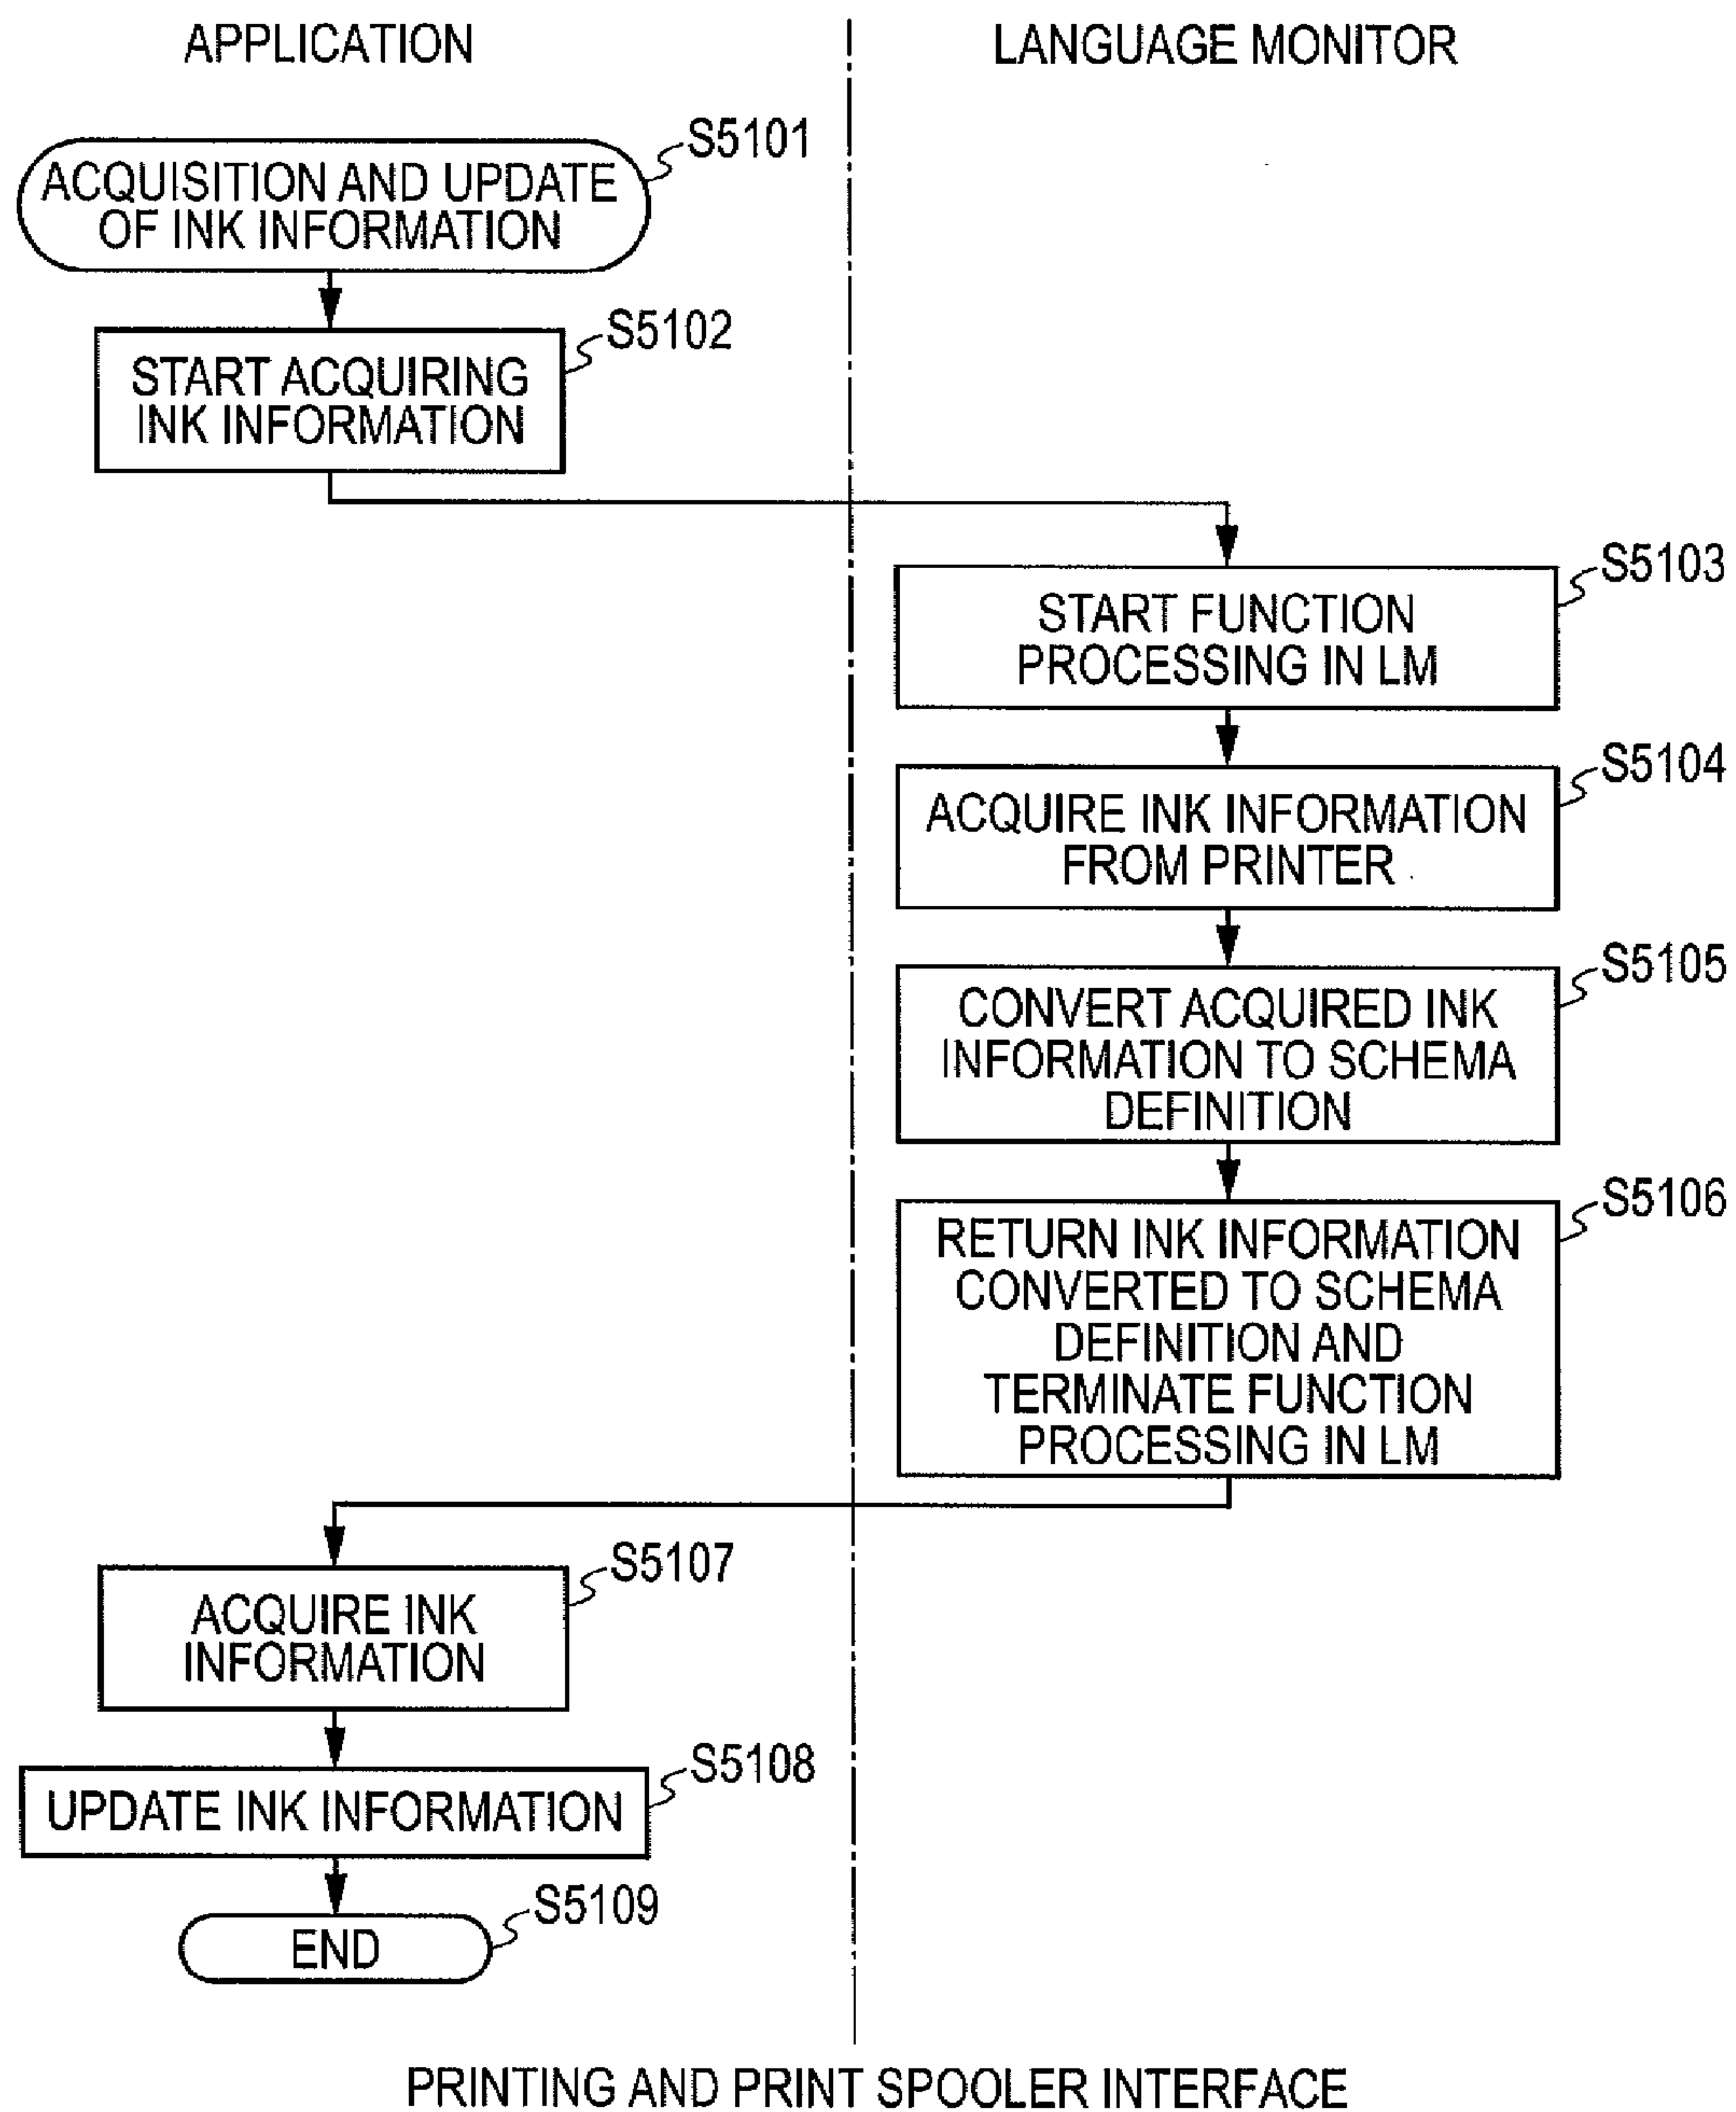 APPLICATION
LANGUAGE MONITOR
S5101
ACQUISITION AND UPDATE
OF INK INFORMATION
S5102
START ACQUIRING
INK INFORMATION
S5103
START FUNCTION
PROCESSING IN LM
S5104
ACQUIRE INK INFORMATION
FROM PRINTER
S5105
CONVERT ACQUIRED INK
INFORMATION TO SCHEMA
DEFINITION
S5106
RETURN INK INFORMATION
CONVERTED TO SCHEMA
DEFINITION AND
TERMINATE FUNCTION
PROCESSING IN LM
S5107
ACQUIRE INK
INFORMATION
S5108
UPDATE INK INFORMATION
S5109
END
PRINTING AND PRINT SPOOLER INTERFACE